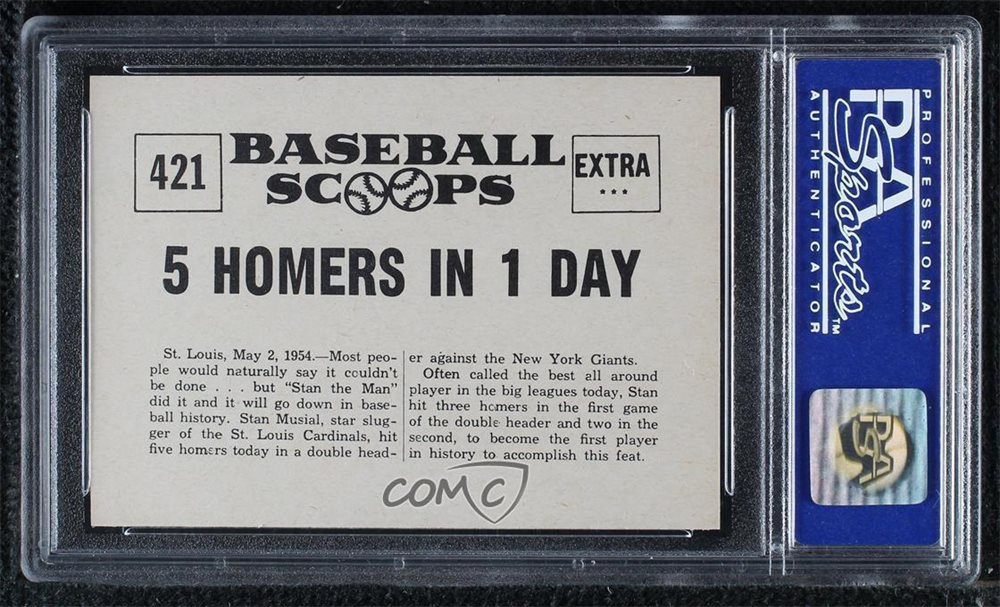 421
BASEBALL
SCOOPS
EXTRA
***
5 HOMERS IN 1 DAY
St. Louis, May 2, 1954.—Most peo-
ple would naturally say it couldn't
be done . . . but "Stan the Man"
did it and it will go down in base-
ball history. Stan Musial, star slug-
ger of the St. Louis Cardinals, hit
five homers today in a double head-
er against the New York Giants.
Often called the best all around
player in the big leagues today, Stan
hit three homers in the first game
of the double header and two in the
second, to become the first player
in history to accomplish this feat.
COMC
PROFESSIONAL
PSA
Sports™
AUTHENTICATOR
PSA